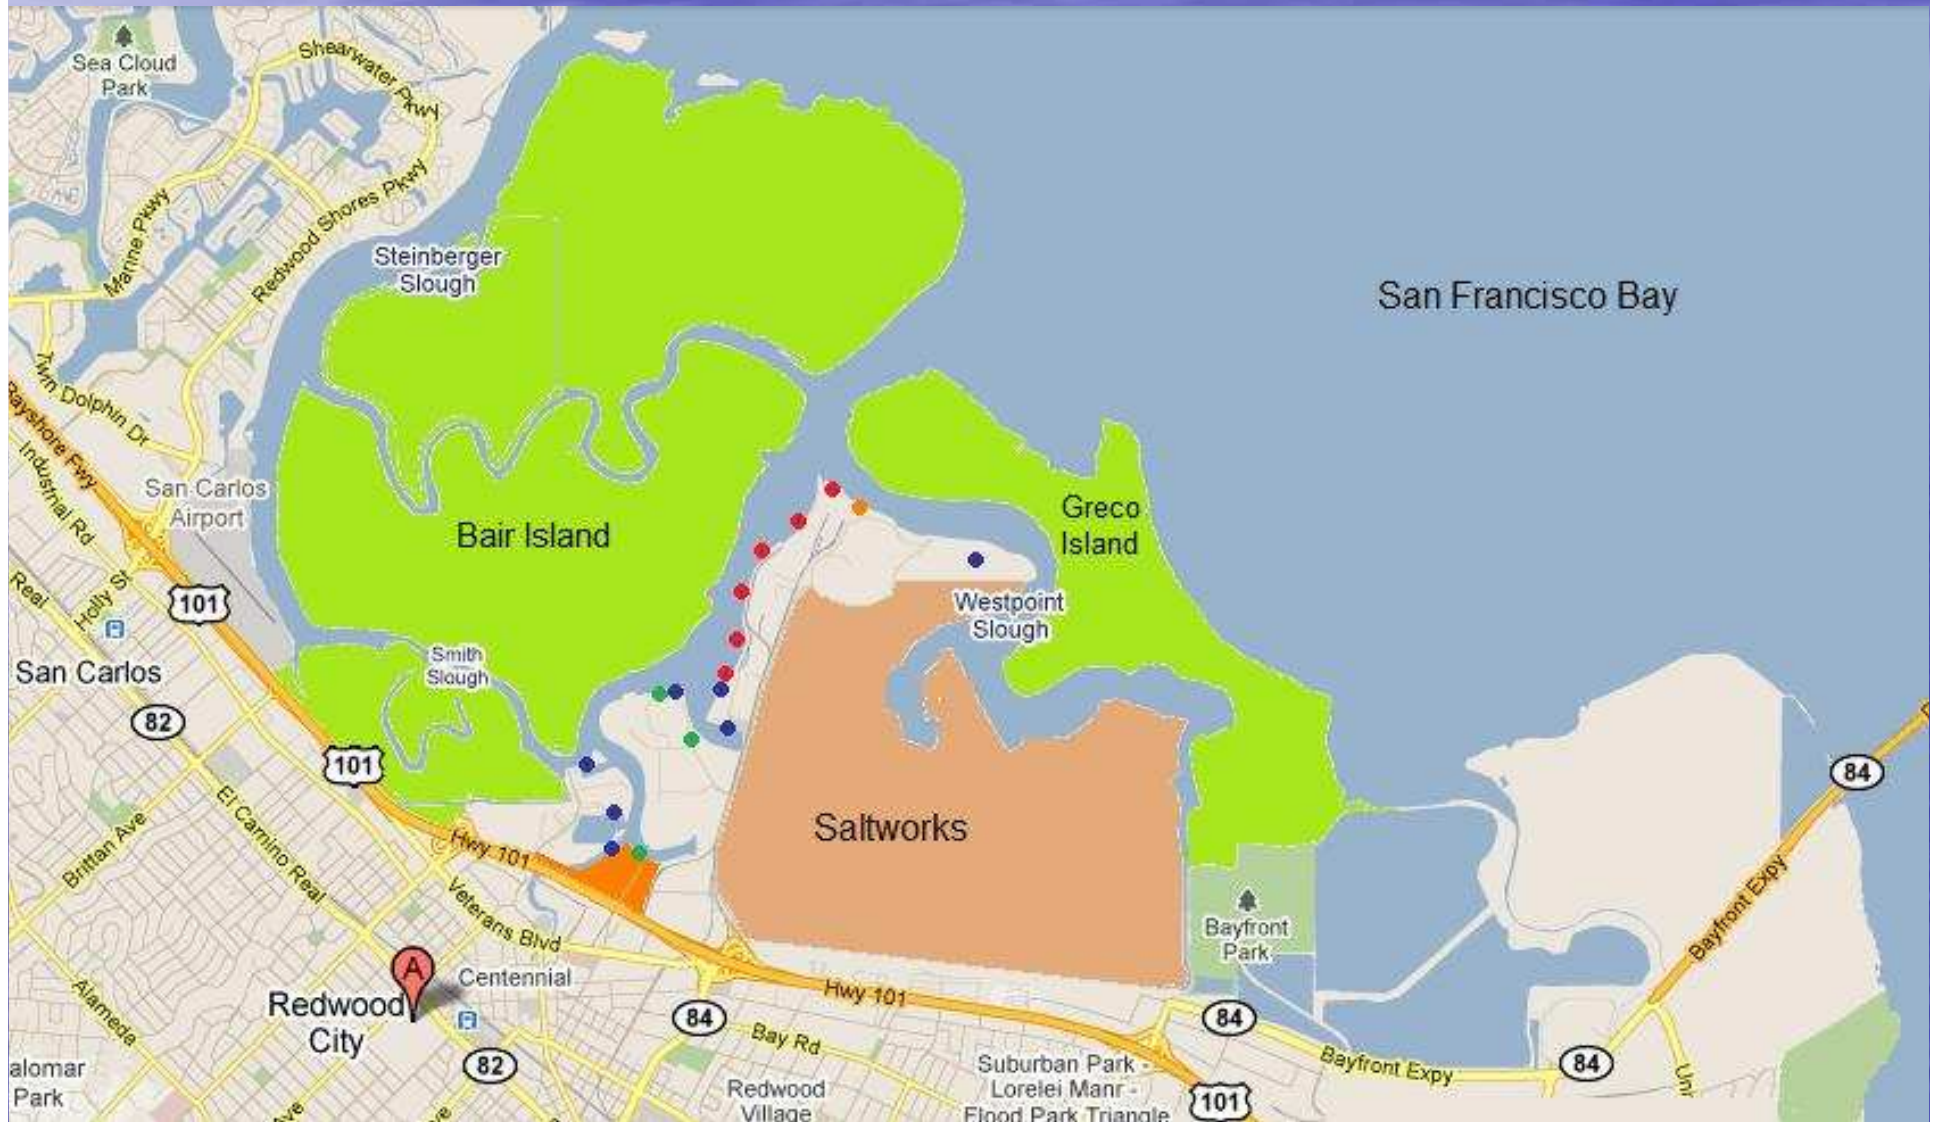 Sea Cloud
Park
Shearwater Pkwy
Marine Pkwy
Redwood Shores Pkwy
Steinberger
Slough
San Francisco Bay
Twin Dolphin Dr
Bayshore Fwy
Industrial Rd
San Carlos
Airport
Bair Island
Greco
Island
Holly St
Real
101
Westpoint
Slough
San Carlos
Smith
Slough
82
101
84
El Camino Real
Brittan Ave
Hwy 101
Saltworks
Veterans Blvd
Bayfront
Park
Bayfront Expy
A
Centennial
Redwood
City
Alameda
Hwy 101
84
Bay Rd
84
82
Bayfront Expy
84
alomar
Park
Redwood
Village
Suburban Park -
Lorelei Manr -
Flood Park Triangle
101
Ave